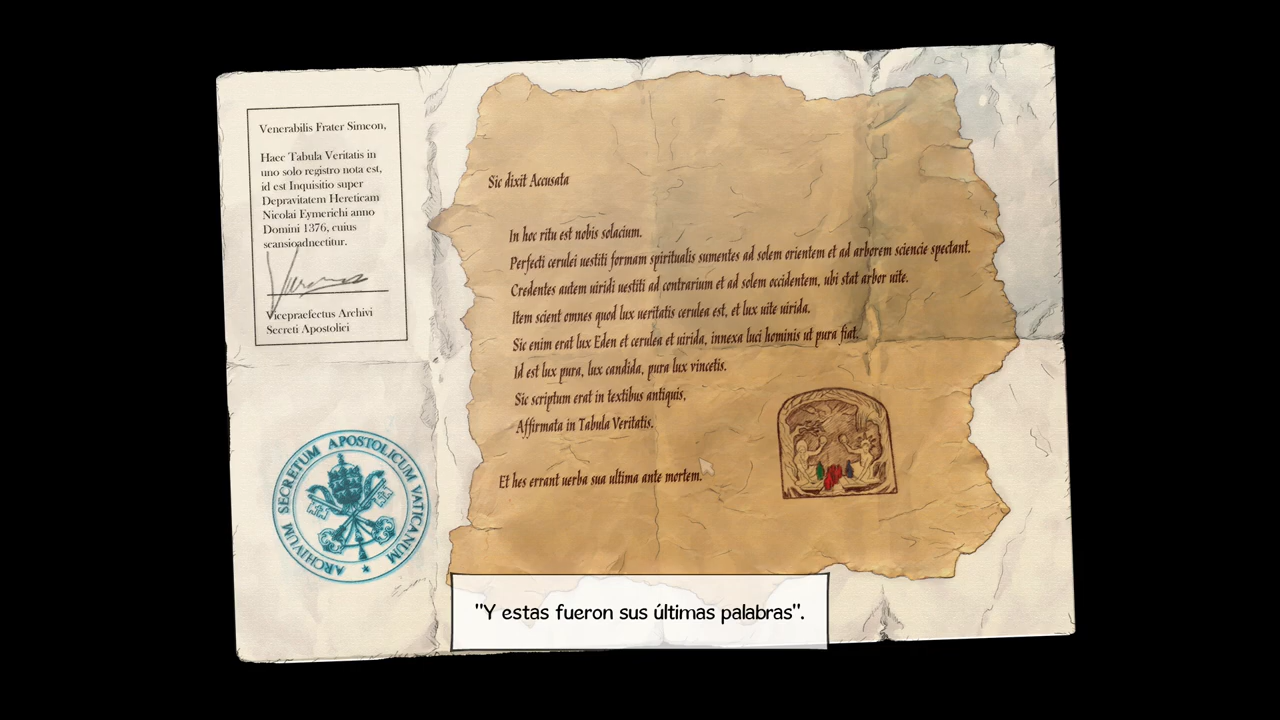 Venerabilis Frater Simeon,
Haec Tabula Veritatis in
uno solo registro nota est,
id est Inquisitio super
Depravitatem Hereticam
Nicolai Eymerichi anno
Domini 1376, cuius
scansioadnectitur.
Vicepraefectus Archivi
Secreti Apostolici
ARCHIVUM SECRETUM APOSTOLICUM VATICANUM
Sic dixit Accusata
In hoc ritu est nobis solacium.
Perfecti cerulei uestiti formam spiritualis sumentes ad solem orientem et ad arborem sciencie spectant.
Credentes autem uiridi uestiti ad contrarium et ad solem occidentem, ubi stat arbor uite.
Item scient omnes quod lux ueritatis cerulea est, et lux uite uirida.
Sic enim erat lux Eden et cerulea et uirida, innexa luci hominis ut pura fiat.
Id est lux pura, lux candida, pura lux vincetis.
Sic scriptum erat in textibus antiquis,
Affirmata in Tabula Veritatis.
Et hes errant uerba sua ultima ante mortem.
"Y estas fueron sus últimas palabras".